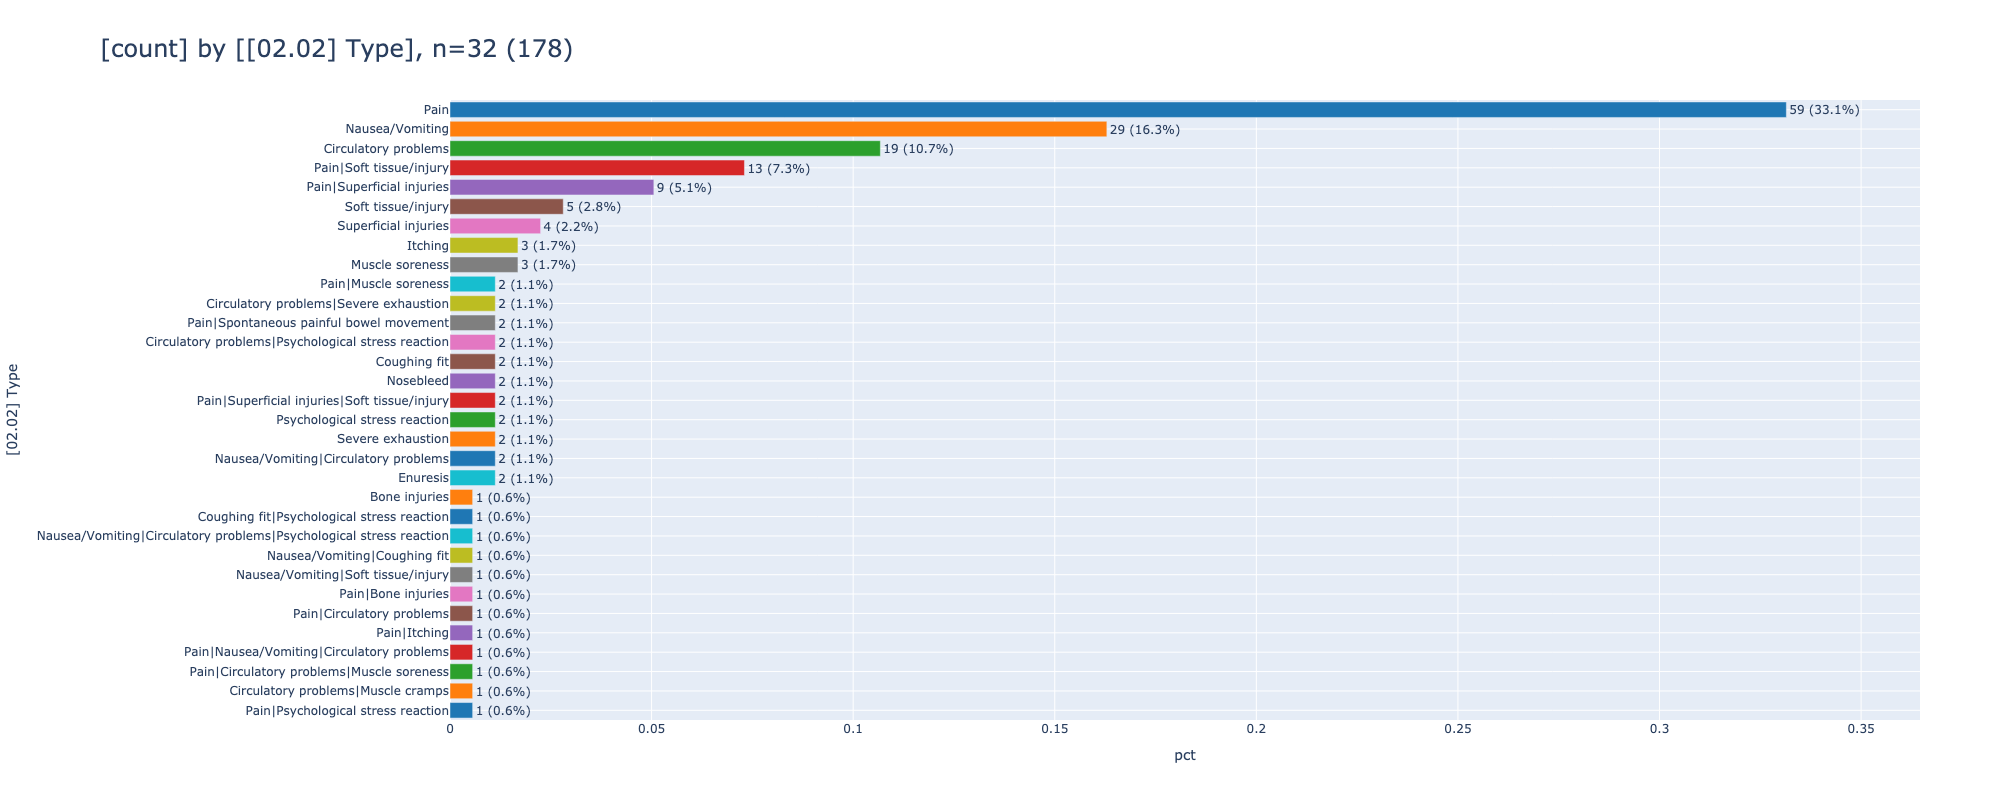 [count] by [[02.02] Type], n=32 (178)
[02.02] Type
Pain 59 (33.1%)
Nausea/Vomiting 29 (16.3%)
Circulatory problems 19 (10.7%)
Pain|Soft tissue/injury 13 (7.3%)
Pain|Superficial injuries 9 (5.1%)
Soft tissue/injury 5 (2.8%)
Superficial injuries 4 (2.2%)
Itching 3 (1.7%)
Muscle soreness 3 (1.7%)
Pain|Muscle soreness 2 (1.1%)
Circulatory problems|Severe exhaustion 2 (1.1%)
Pain|Spontaneous painful bowel movement 2 (1.1%)
Circulatory problems|Psychological stress reaction 2 (1.1%)
Coughing fit 2 (1.1%)
Nosebleed 2 (1.1%)
Pain|Superficial injuries|Soft tissue/injury 2 (1.1%)
Psychological stress reaction 2 (1.1%)
Severe exhaustion 2 (1.1%)
Nausea/Vomiting|Circulatory problems 2 (1.1%)
Enuresis 2 (1.1%)
Bone injuries 1 (0.6%)
Coughing fit|Psychological stress reaction 1 (0.6%)
Nausea/Vomiting|Circulatory problems|Psychological stress reaction 1 (0.6%)
Nausea/Vomiting|Coughing fit 1 (0.6%)
Nausea/Vomiting|Soft tissue/injury 1 (0.6%)
Pain|Bone injuries 1 (0.6%)
Pain|Circulatory problems 1 (0.6%)
Pain|Itching 1 (0.6%)
Pain|Nausea/Vomiting|Circulatory problems 1 (0.6%)
Pain|Circulatory problems|Muscle soreness 1 (0.6%)
Circulatory problems|Muscle cramps 1 (0.6%)
Pain|Psychological stress reaction 1 (0.6%)
0 0.05 0.1 0.15 0.2 0.25 0.3 0.35
pct